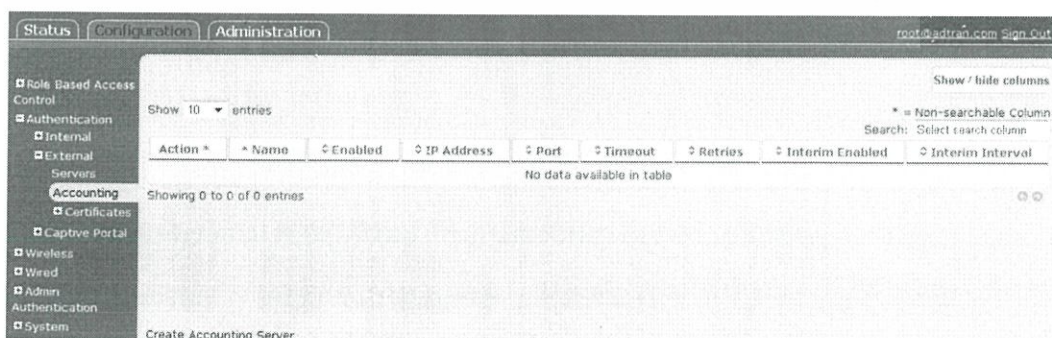 Status Configuration Administration root@adtran.com Sign Out
Role Based Access
Control
Authentication
Internal
External
Servers
Accounting
Certificates
Captive Portal
Wireless
Wired
Admin
Authentication
System
Show / hide columns
Show 10 entries
* = Non-searchable Column
Search: Select search column
Action * Name Enabled IP Address Port Timeout Retries Interim Enabled Interim Interval
No data available in table
Showing 0 to 0 of 0 entries
Create Accounting Server